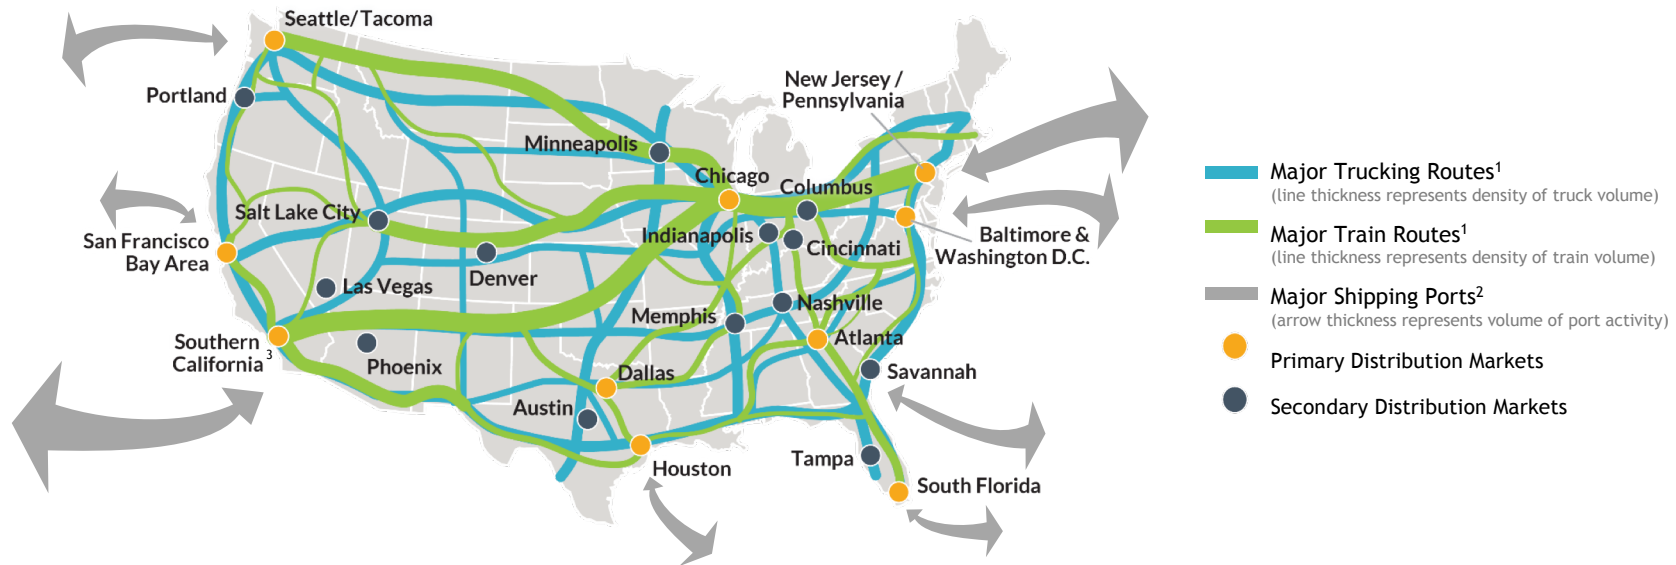 Seattle/Tacoma
Portland
San Francisco
Bay Area
Salt Lake City
Las Vegas
Southern
California 3
Phoenix
Denver
Minneapolis
Chicago
Columbus
Indianapolis
Cincinnati
New Jersey /
Pennsylvania
Baltimore &
Washington D.C.
Nashville
Memphis
Atlanta
Savannah
Dallas
Austin
Houston
Tampa
South Florida
Major Trucking Routes1
(line thickness represents density of truck volume)
Major Train Routes1
(line thickness represents density of train volume)
Major Shipping Ports2
(arrow thickness represents volume of port activity)
Primary Distribution Markets
Secondary Distribution Markets